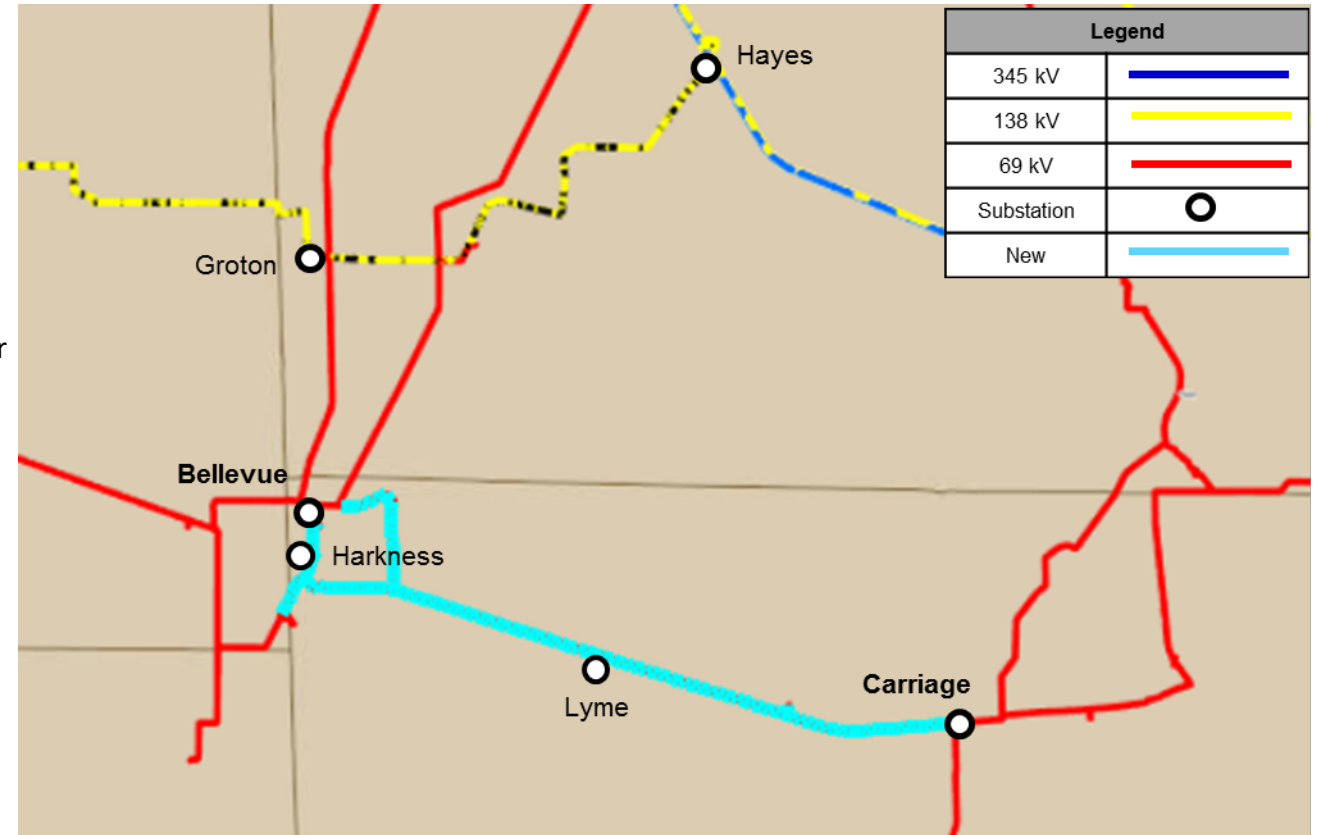 Hayes
Legend
345 kV
138 kV
69 kV
Substation
New
Groton
r
Bellevue
Harkness
Lyme
Carriage